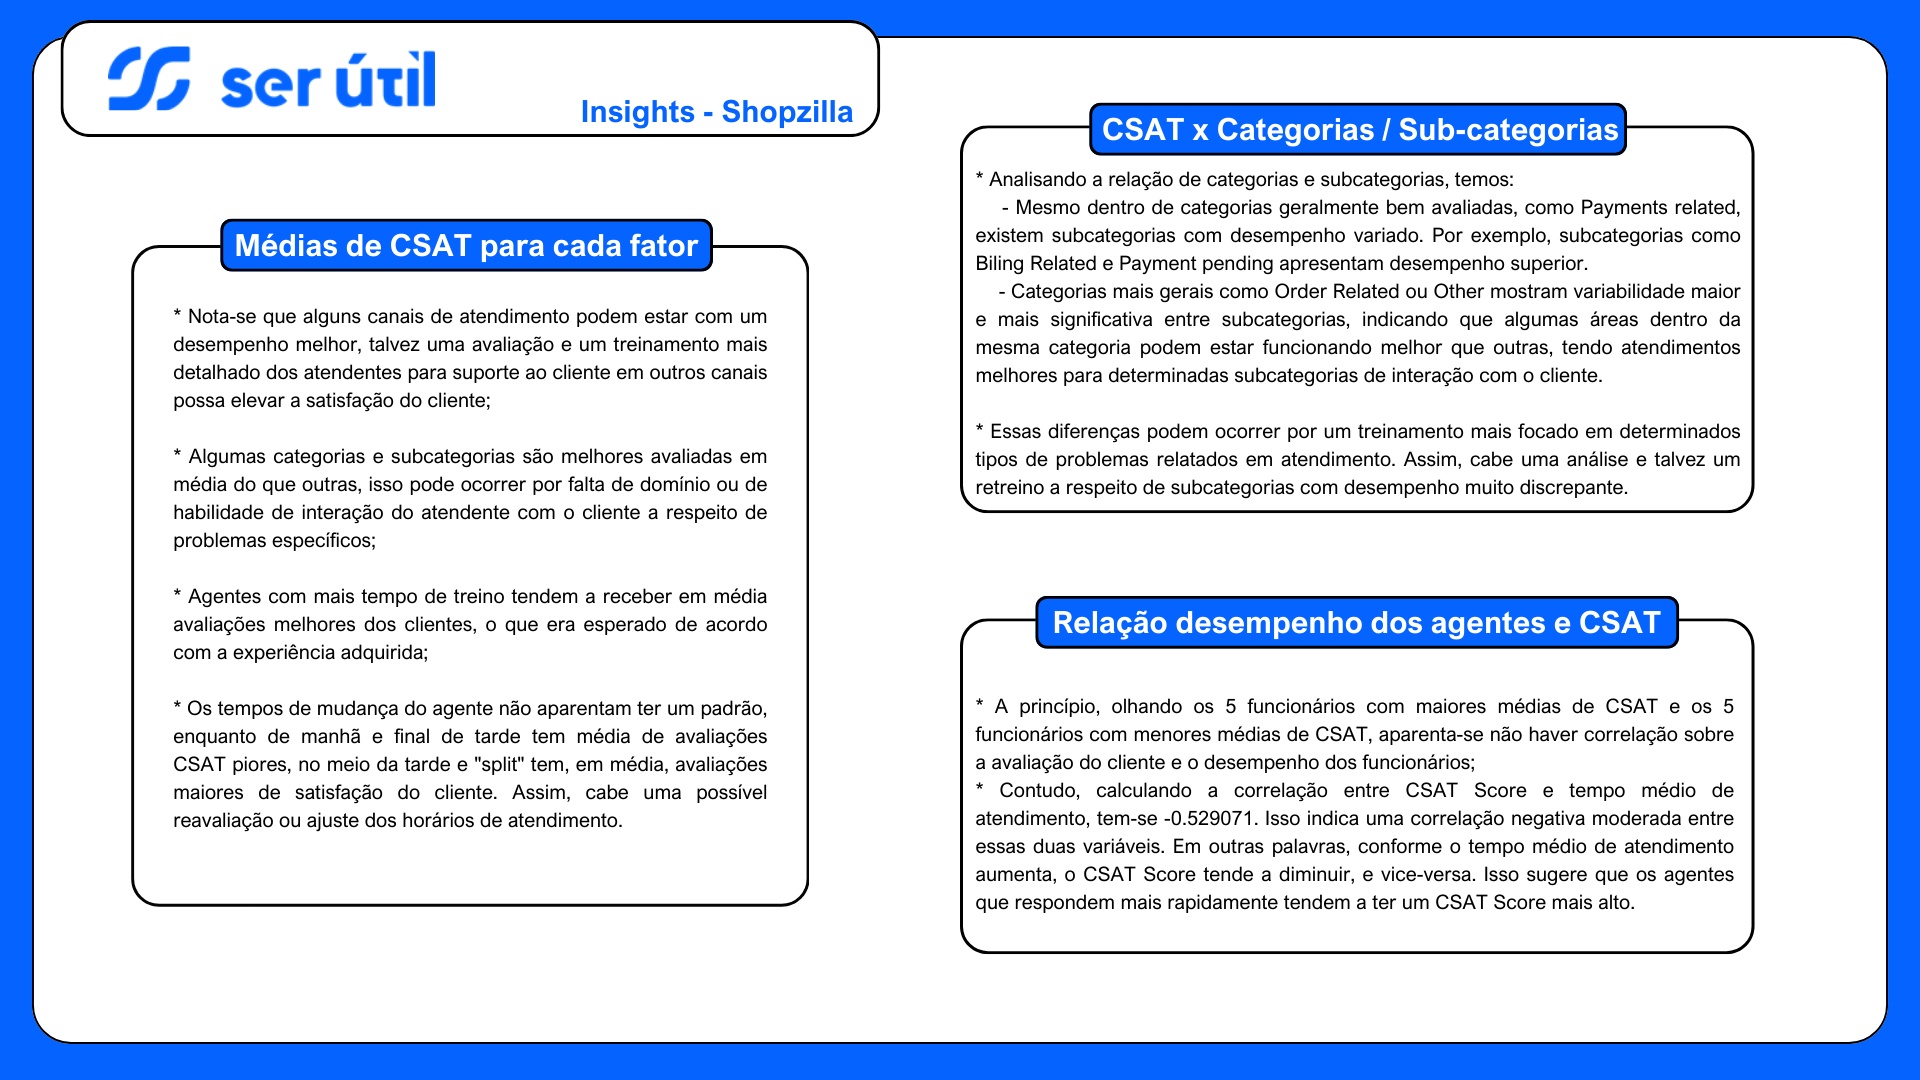 ser útil
Insights - Shopzilla
Médias de CSAT para cada fator
* Nota-se que alguns canais de atendimento podem estar com um
desempenho melhor, talvez uma avaliação e um treinamento mais
detalhado dos atendentes para suporte ao cliente em outros canais
possa elevar a satisfação do cliente;
* Algumas categorias e subcategorias são melhores avaliadas em
média do que outras, isso pode ocorrer por falta de domínio ou de
habilidade de interação do atendente com o cliente a respeito de
problemas específicos;
* Agentes com mais tempo de treino tendem a receber em média
avaliações melhores dos clientes, o que era esperado de acordo
com a experiência adquirida;
* Os tempos de mudança do agente não aparentam ter um padrão,
enquanto de manhã e final de tarde tem média de avaliações
CSAT piores, no meio da tarde e "split" tem, em média, avaliações
maiores de satisfação do cliente. Assim, cabe uma possível
reavaliação ou ajuste dos horários de atendimento.
CSAT x Categorias / Sub-categorias
* Analisando a relação de categorias e subcategorias, temos:
- Mesmo dentro de categorias geralmente bem avaliadas, como Payments related,
existem subcategorias com desempenho variado. Por exemplo, subcategorias como
Biling Related e Payment pending apresentam desempenho superior.
- Categorias mais gerais como Order Related ou Other mostram variabilidade maior
e mais significativa entre subcategorias, indicando que algumas áreas dentro da
mesma categoria podem estar funcionando melhor que outras, tendo atendimentos
melhores para determinadas subcategorias de interação com o cliente.
* Essas diferenças podem ocorrer por um treinamento mais focado em determinados
tipos de problemas relatados em atendimento. Assim, cabe uma análise e talvez um
retreino a respeito de subcategorias com desempenho muito discrepante.
Relação desempenho dos agentes e CSAT
* A princípio, olhando os 5 funcionários com maiores médias de CSAT e os 5
funcionários com menores médias de CSAT, aparenta-se não haver correlação sobre
a avaliação do cliente e o desempenho dos funcionários;
* Contudo, calculando a correlação entre CSAT Score e tempo médio de
atendimento, tem-se -0.529071. Isso indica uma correlação negativa moderada entre
essas duas variáveis. Em outras palavras, conforme o tempo médio de atendimento
aumenta, o CSAT Score tende a diminuir, e vice-versa. Isso sugere que os agentes
que respondem mais rapidamente tendem a ter um CSAT Score mais alto.